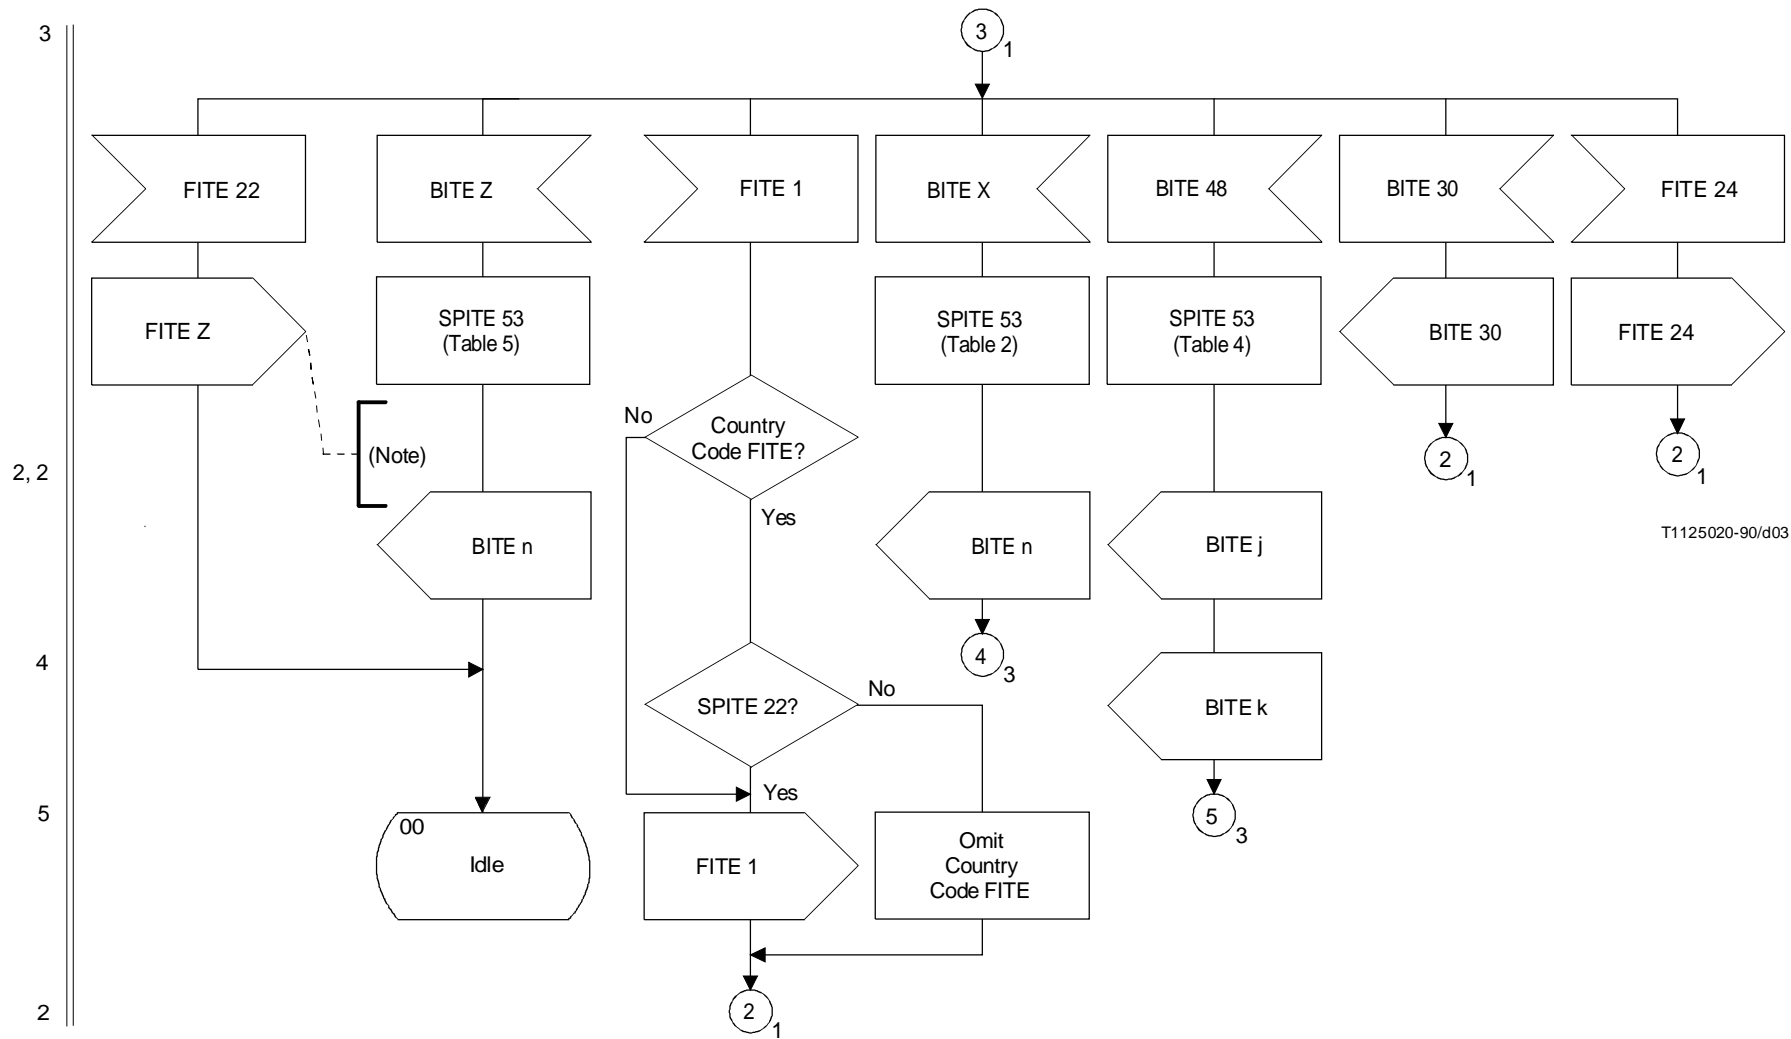 3
3
1
FITE 22
BITE Z
FITE 1
BITE X
BITE 48
BITE 30
FITE 24
FITE Z
SPITE 53
(Table 5)
SPITE 53
(Table 2)
SPITE 53
(Table 4)
BITE 30
FITE 24
No
Country
Code FITE?
(Note)
2, 2
2
1
2
1
Yes
T1125020-90/d03
BITE n
BITE n
BITE j
4
4
3
No
SPITE 22?
BITE k
Yes
5
5
3
00
Idle
FITE 1
Omit
Country
Code FITE
2
2
1